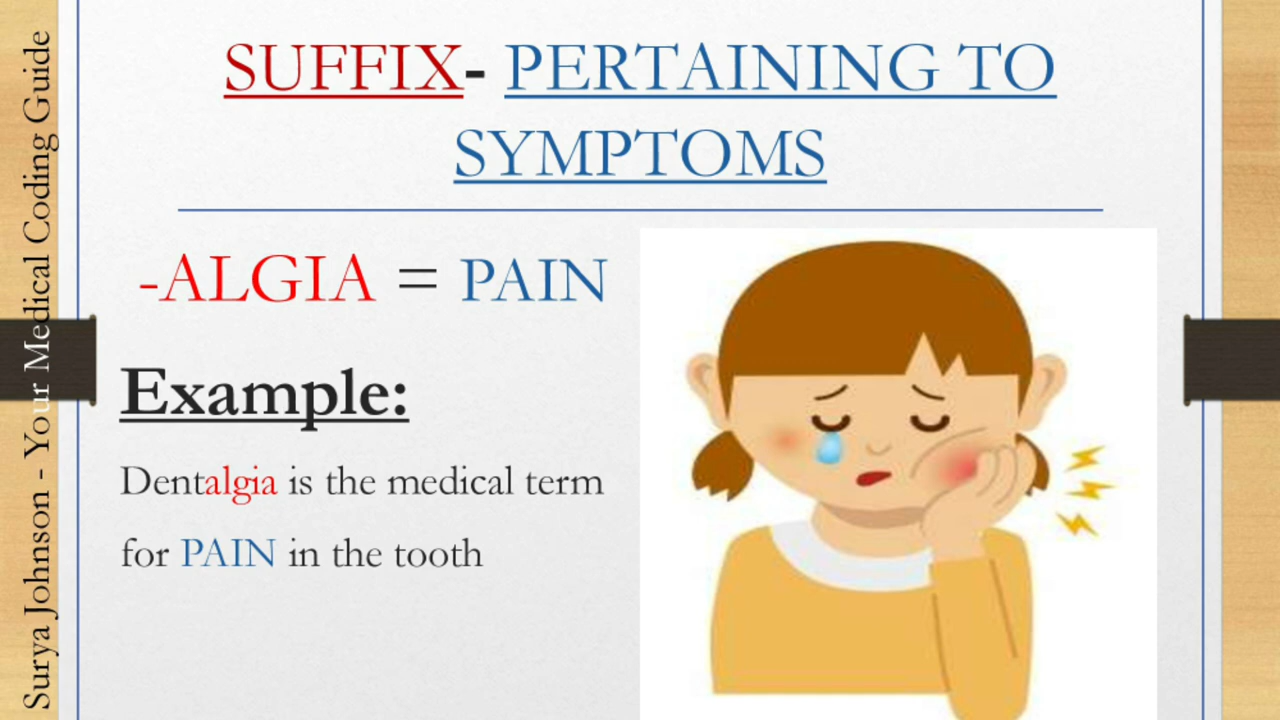 SUFFIX- PERTAINING TO
SYMPTOMS
-ALGIA = PAIN
Example:
Dentalgia is the medical term
for PAIN in the tooth
Surya Johnson - Your Medical Coding Guide